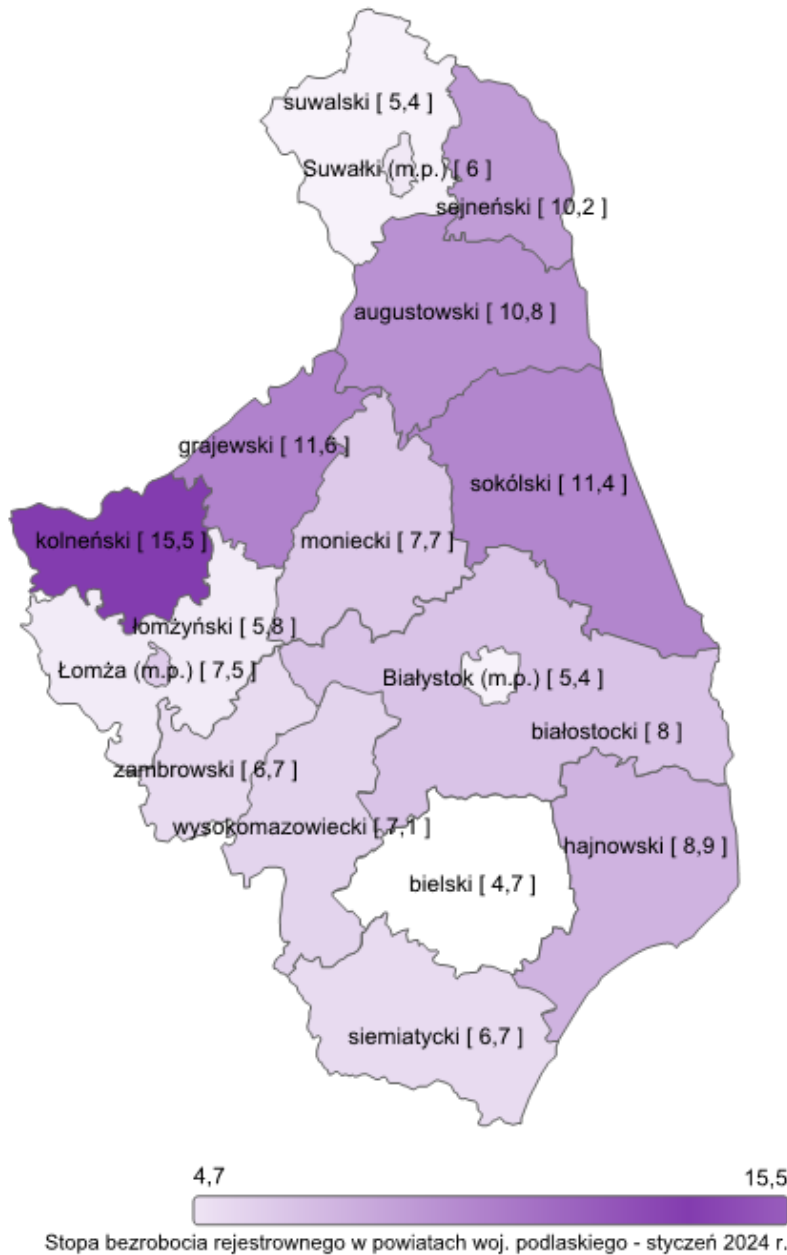 suwalski [ 5,4 ]
Suwałki (m.p.) [ 6 ]
sejneński [ 10,2 ]
augustowski [ 10,8 ]
grajewski [ 11,6 ]
sokólski [ 11,4 ]
kolneński [ 15,5 ]
moniecki [ 7,7 ]
łomżyński [ 5,8 ]
Łomża (m.p.) [ 7,5 ]
Białystok (m.p.) [ 5,4 ]
białostocki [ 8 ]
zambrowski [ 6,7 ]
wysokomazowiecki [ 7,1 ]
hajnowski [ 8,9 ]
bielski [ 4,7 ]
siemiatycki [ 6,7 ]
4,7
15,5
Stopa bezrobocia rejestrownego w powiatach woj. podlaskiego - styczeń 2024 r.